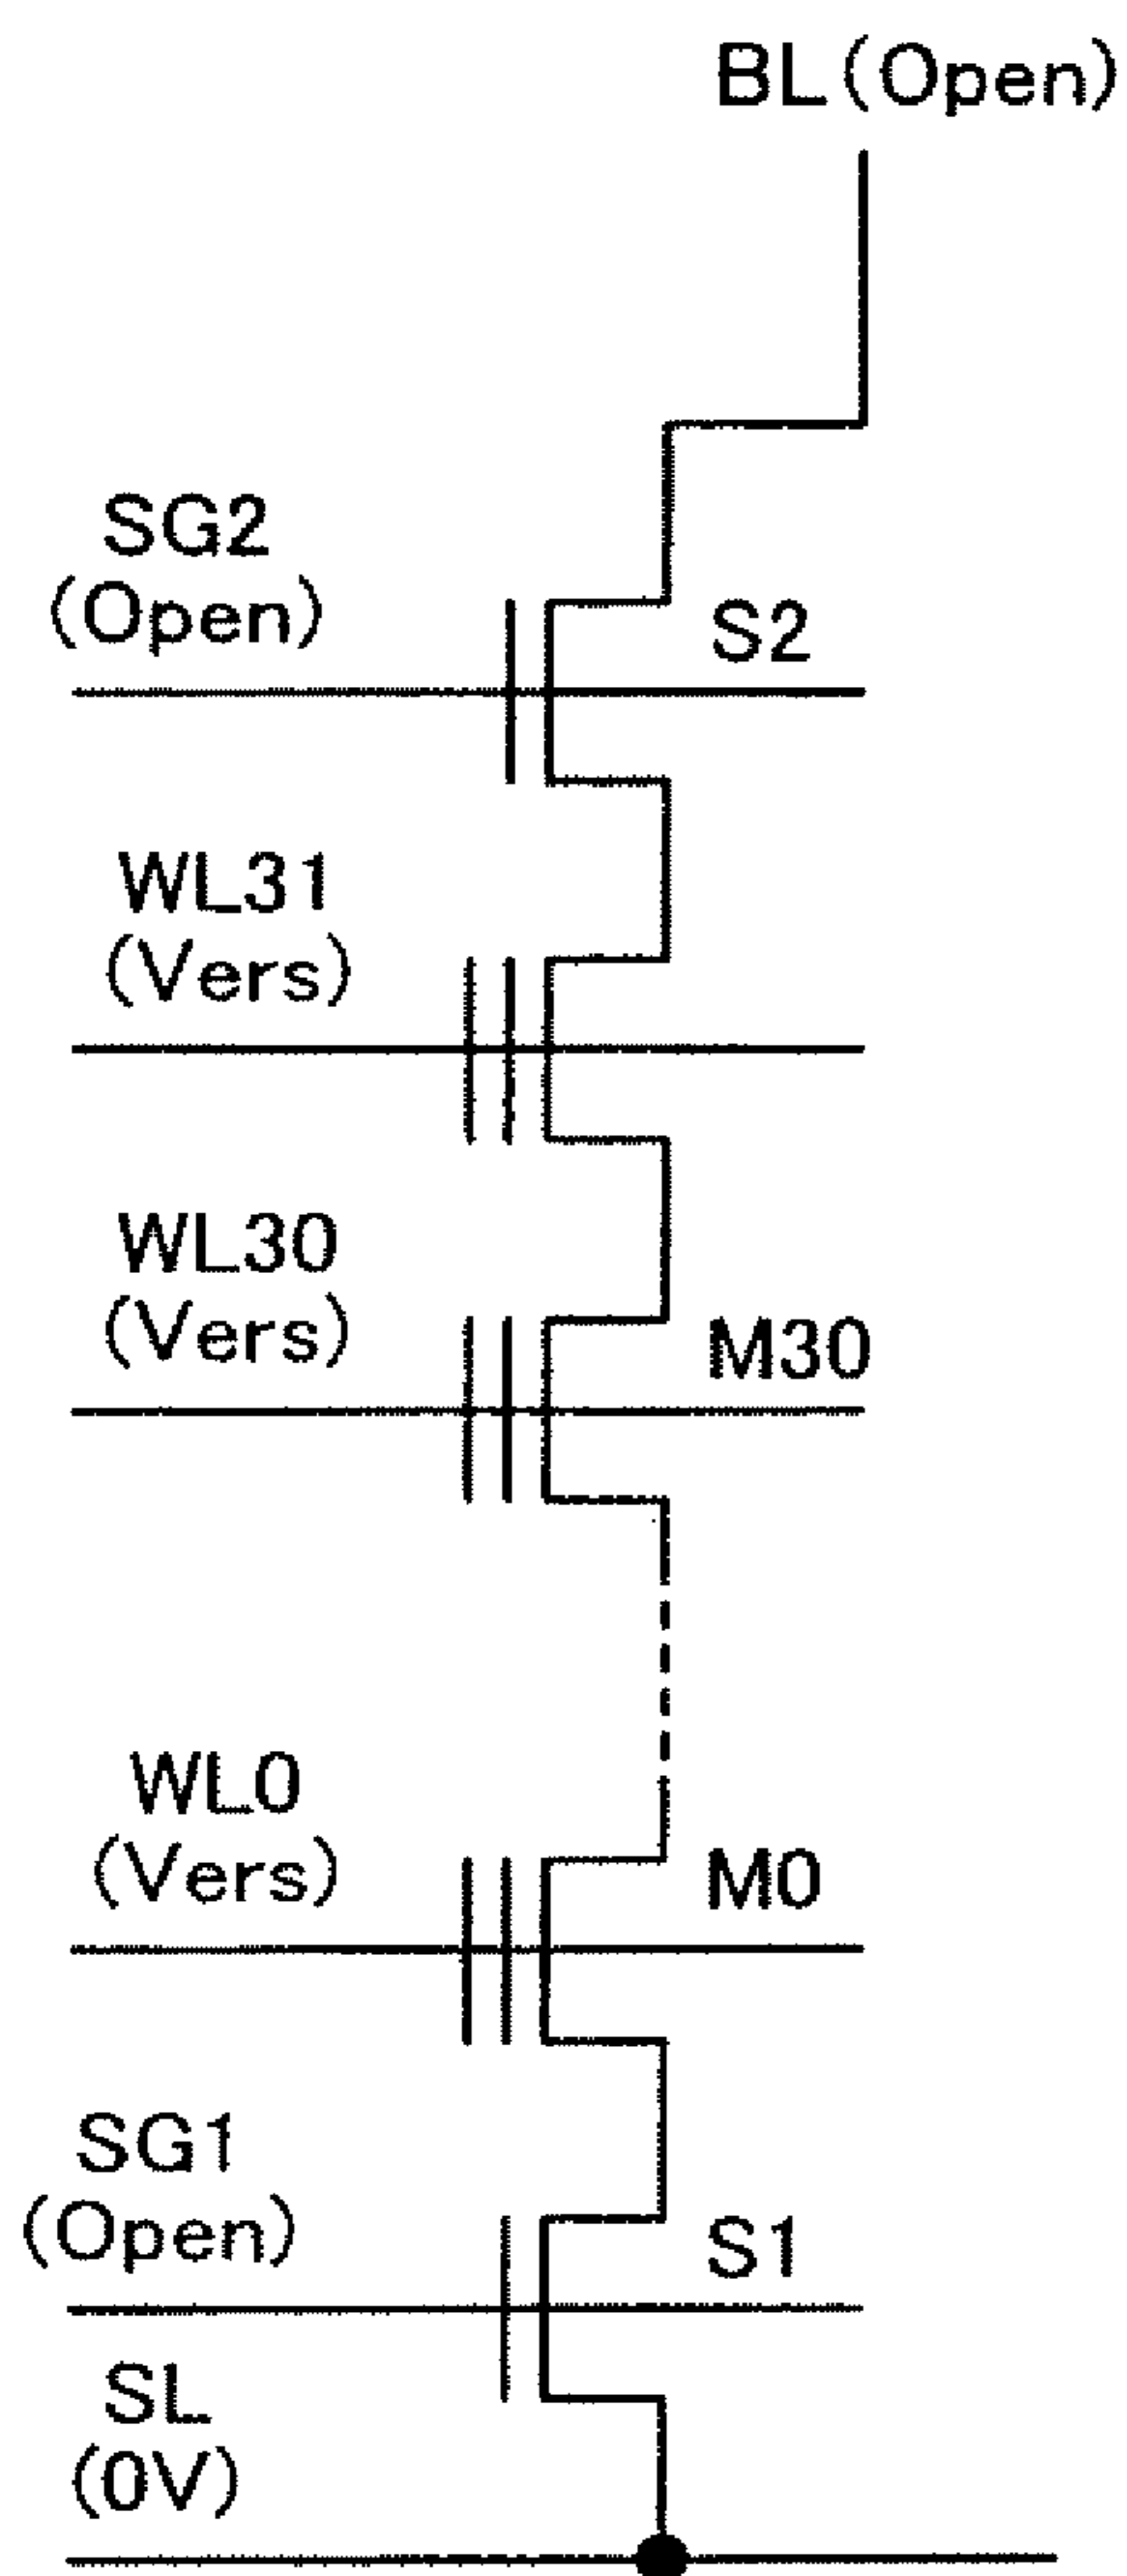 BL(Open)
SG2
(Open)
S2
WL31
(Vers)
WL30
(Vers)
M30
WL0
(Vers)
M0
SG1
(Open)
S1
SL
(0V)